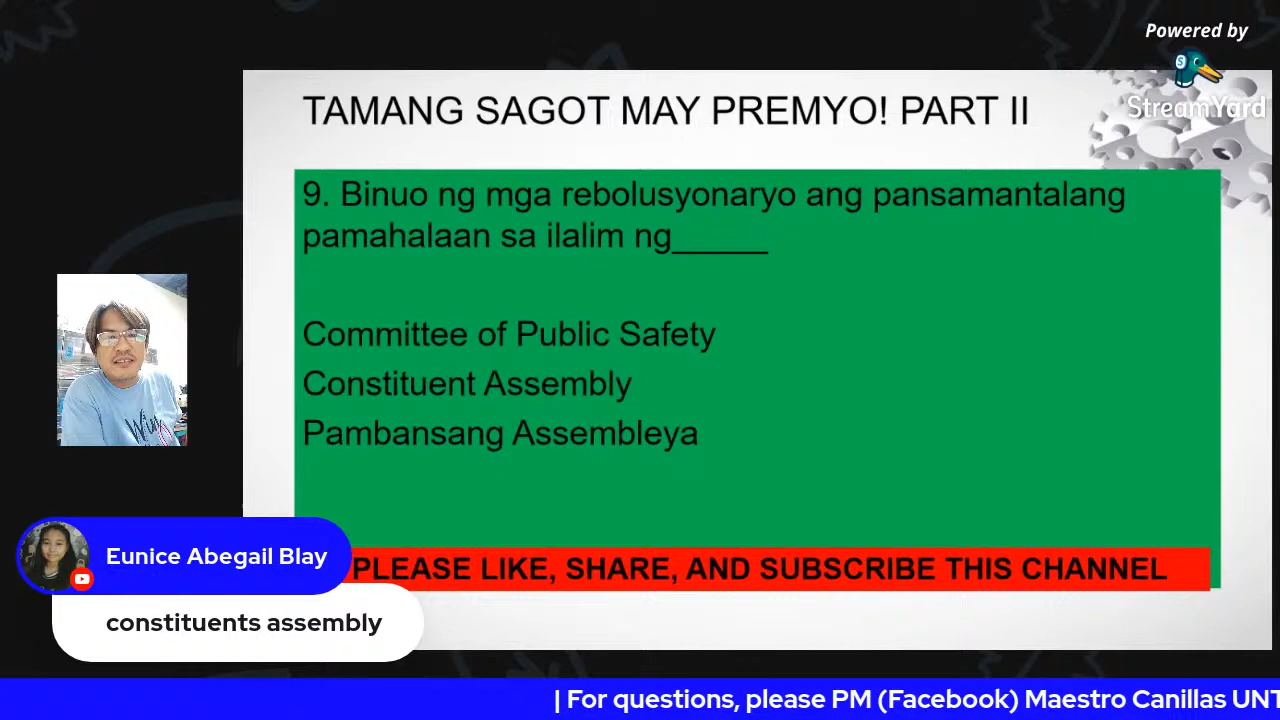 Powered by
StreamYard
TAMANG SAGOT MAY PREMYO! PART II
9. Binuo ng mga rebolusyonaryo ang pansamantalang
pamahalaan sa ilalim ng_____
Committee of Public Safety
Constituent Assembly
Pambansang Assembleya
PLEASE LIKE, SHARE, AND SUBSCRIBE THIS CHANNEL
Eunice Abegail Blay
constituents assembly
| For questions, please PM (Facebook) Maestro Canillas UNT